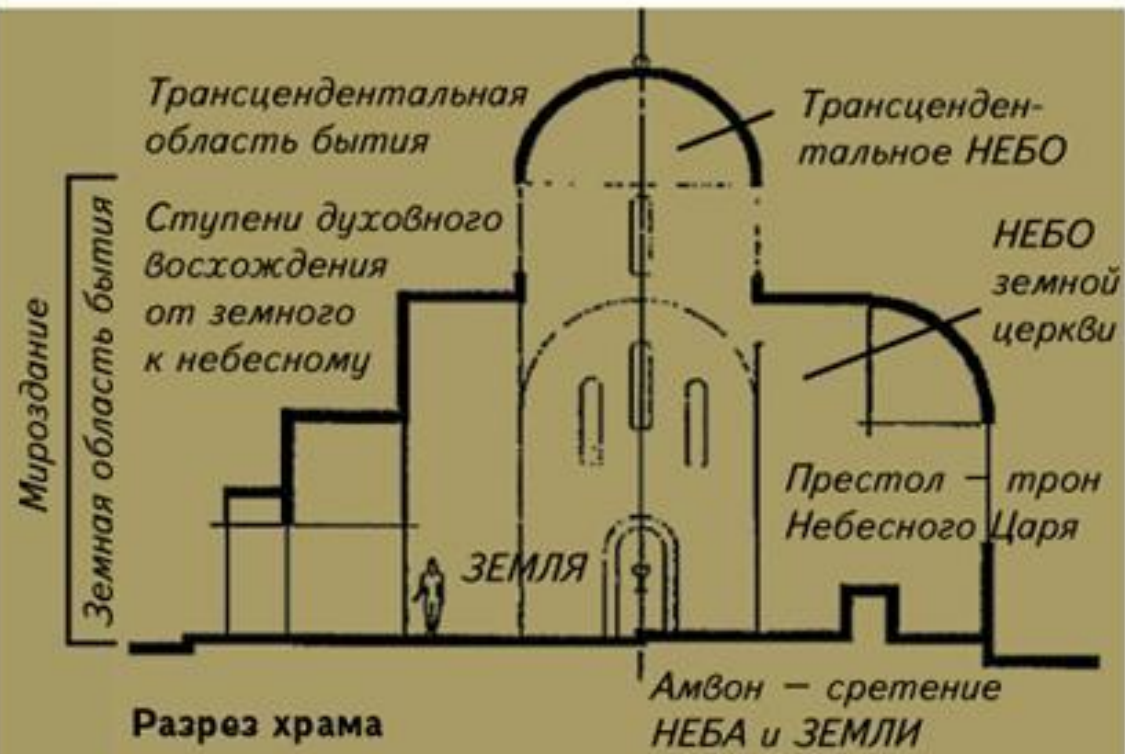 Трансцендентальная
область бытия
Трансценден-
тальное НЕБО
Мироздание
Земная область бытия
Ступени духовного
восхождения
от земного
к небесному
НЕБО
земной
церкви
Престол — трон
Небесного Царя
ЗЕМЛЯ
Амвон — сретение
НЕБА и ЗЕМЛИ
Разрез храма